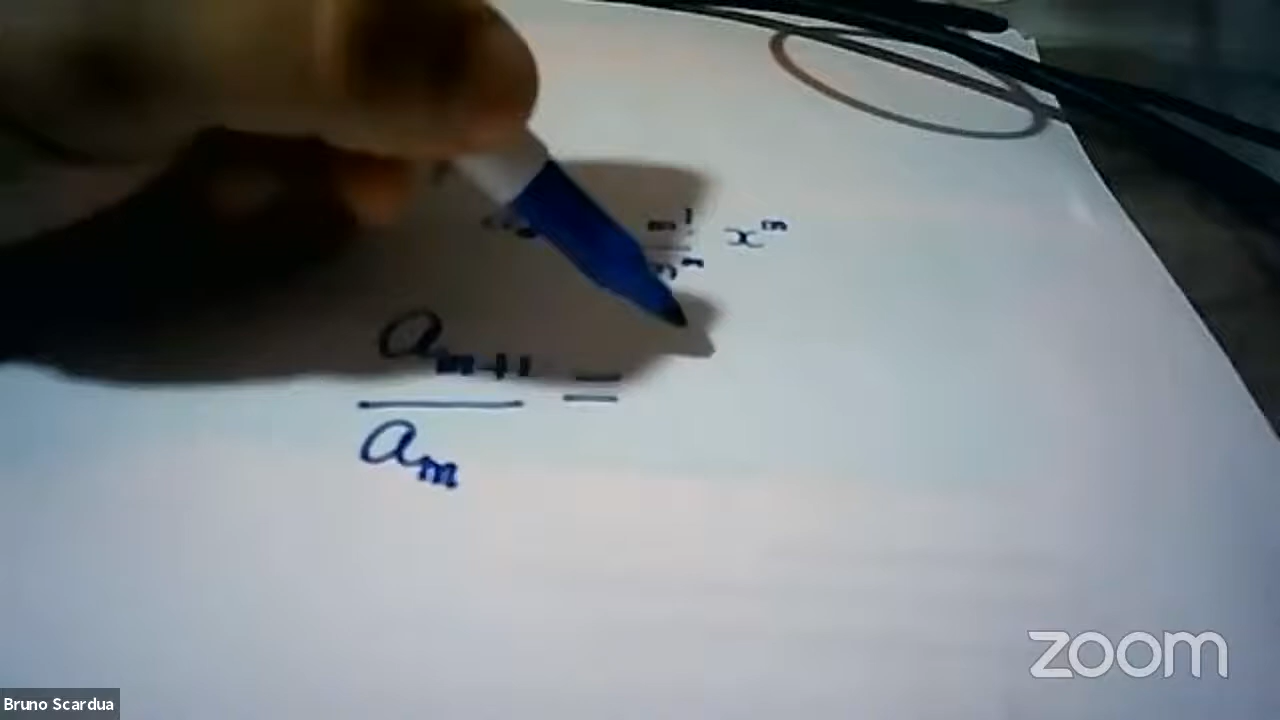 n! x^n
n^n
a_{n+1} =
a_n
zoom
Bruno Scardua